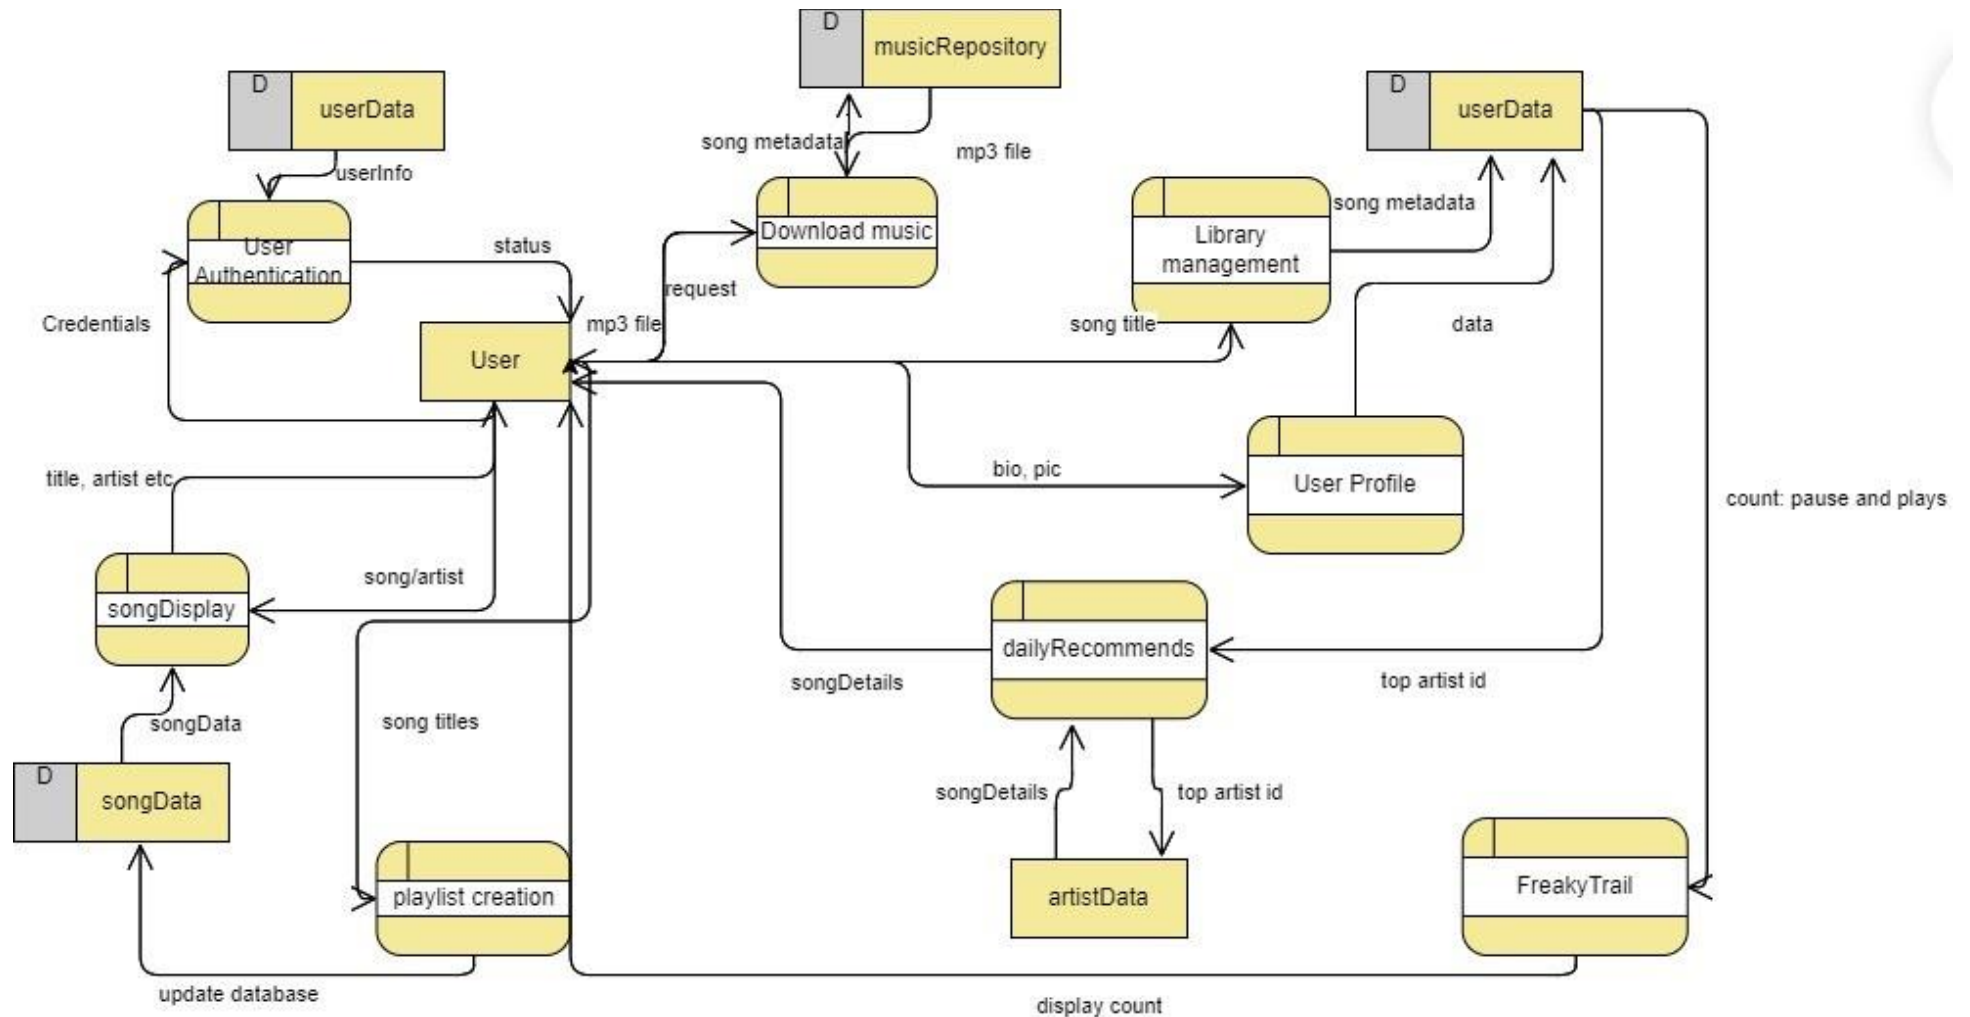 D
musicRepository
D
userData
D
userData
song metadata
mp3 file
userInfo
User
Authentication
status
Download music
Library
management
song metadata
request
Credentials
mp3 file
song title
data
User
title, artist etc
bio, pic
User Profile
count: pause and plays
song/artist
songDisplay
dailyRecommends
songDetails
top artist id
songData
song titles
D
songData
songDetails
top artist id
playlist creation
artistData
FreakyTrail
update database
display count